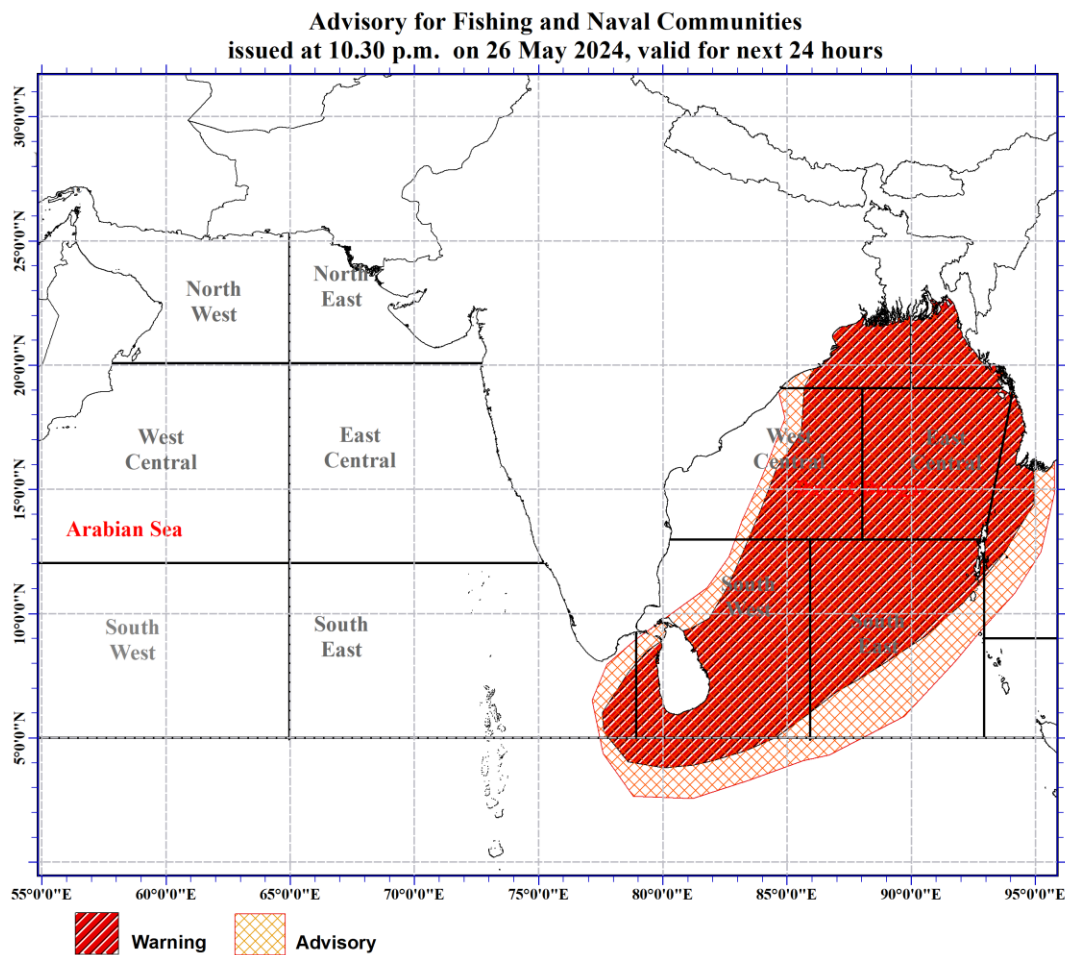 Advisory for Fishing and Naval Communities
issued at 10.30 p.m. on 26 May 2024, valid for next 24 hours
30°0'0"N
25°0'0"N
20°0'0"N
15°0'0"N
10°0'0"N
5°0'0"N
North
West
North
East
West
Central
East
Central
Arabian Sea
South
West
South
East
West
Central
East
Central
South
West
South
East
55°0'0"E 60°0'0"E 65°0'0"E 70°0'0"E 75°0'0"E 80°0'0"E 85°0'0"E 90°0'0"E 95°0'0"E
Warning Advisory